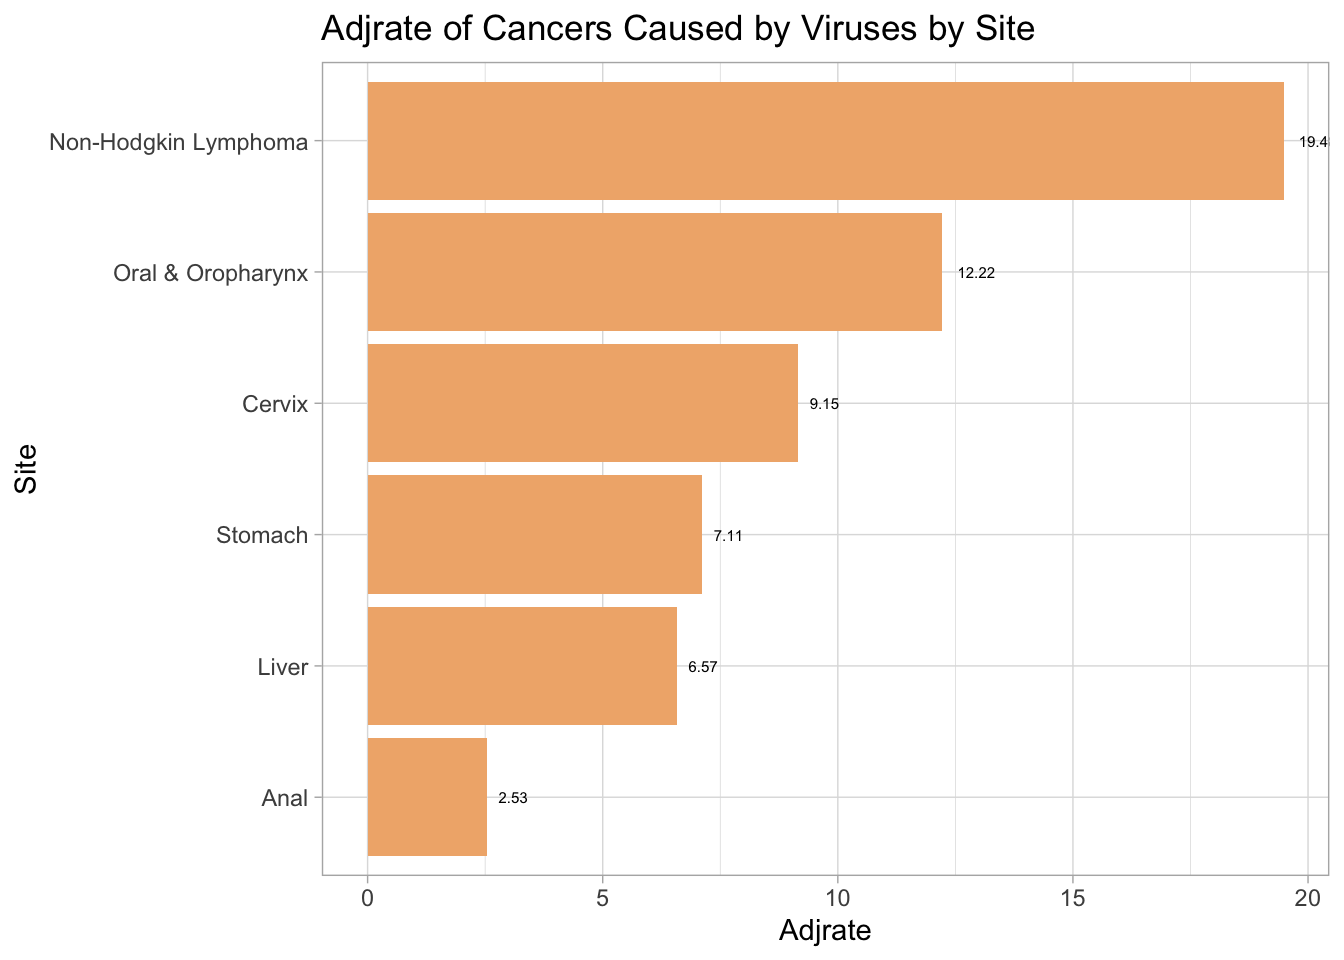 Adjrate of Cancers Caused by Viruses by Site
Non-Hodgkin Lymphoma
19.4
Oral & Oropharynx
12.22
Cervix
9.15
Site
Stomach
7.11
Liver
6.57
Anal
2.53
0 5 10 15 20
Adjrate